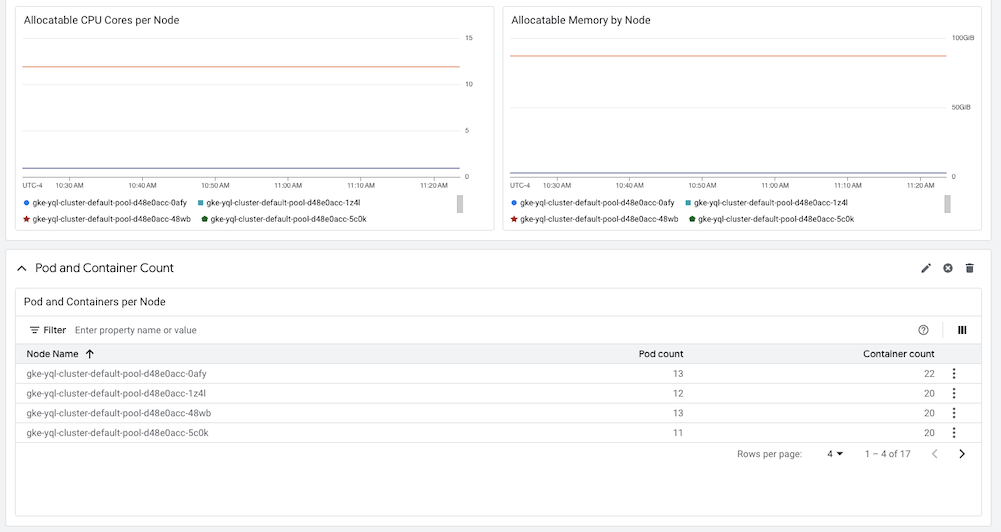 Allocatable CPU Cores per Node
15
10
5
0
UTC-4 10:30 AM 10:40 AM 10:50 AM 11:00 AM 11:10 AM 11:20 AM
gke-yql-cluster-default-pool-d48e0acc-0afy gke-yql-cluster-default-pool-d48e0acc-1z4l
gke-yql-cluster-default-pool-d48e0acc-48wb gke-yql-cluster-default-pool-d48e0acc-5c0k
Allocatable Memory by Node
100GiB
50GiB
0
UTC-4 10:30 AM 10:40 AM 10:50 AM 11:00 AM 11:10 AM 11:20 AM
gke-yql-cluster-default-pool-d48e0acc-0afy gke-yql-cluster-default-pool-d48e0acc-1z4l
gke-yql-cluster-default-pool-d48e0acc-48wb gke-yql-cluster-default-pool-d48e0acc-5c0k
Pod and Container Count
Pod and Containers per Node
Filter Enter property name or value
Node Name Pod count Container count
gke-yql-cluster-default-pool-d48e0acc-0afy 13 22
gke-yql-cluster-default-pool-d48e0acc-1z4l 12 20
gke-yql-cluster-default-pool-d48e0acc-48wb 13 20
gke-yql-cluster-default-pool-d48e0acc-5c0k 11 20
Rows per page: 4 1 – 4 of 17